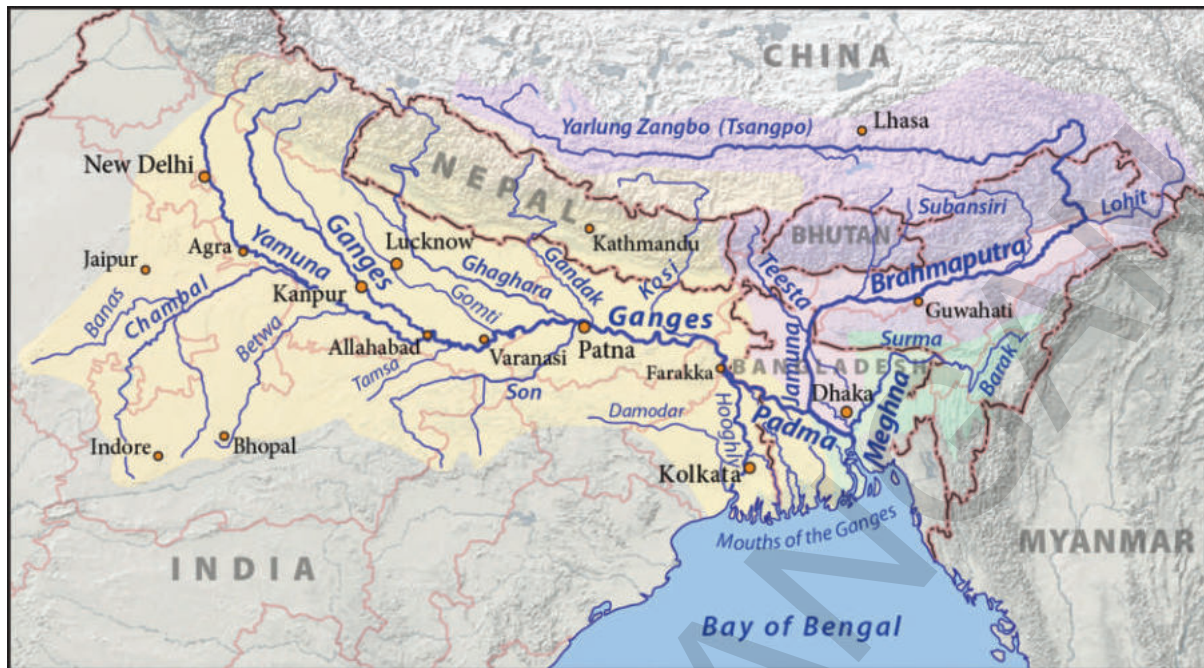 CHINA
Yarlung Zangbo (Tsangpo)
Lhasa
New Delhi
NEPAL
Subansiri
Lohit
Agra
Yamuna
Ganges
Lucknow
Kathmandu
BHUTAN
Jaipur
Ghaghara
Gandak
Kosi
Teesta
Brahmaputra
Banas
Chambal
Kanpur
Gomti
Ganges
Guwahati
Betwa
Allahabad
Varanasi
Patna
Jamuna
Surma
Tamsa
Farakka
BANGLADESH
Barak
Son
Dhaka
Meghna
Damodar
Hooghly
Padma
Indore
Bhopal
Kolkata
Mouths of the Ganges
INDIA
MYANMAR
Bay of Bengal